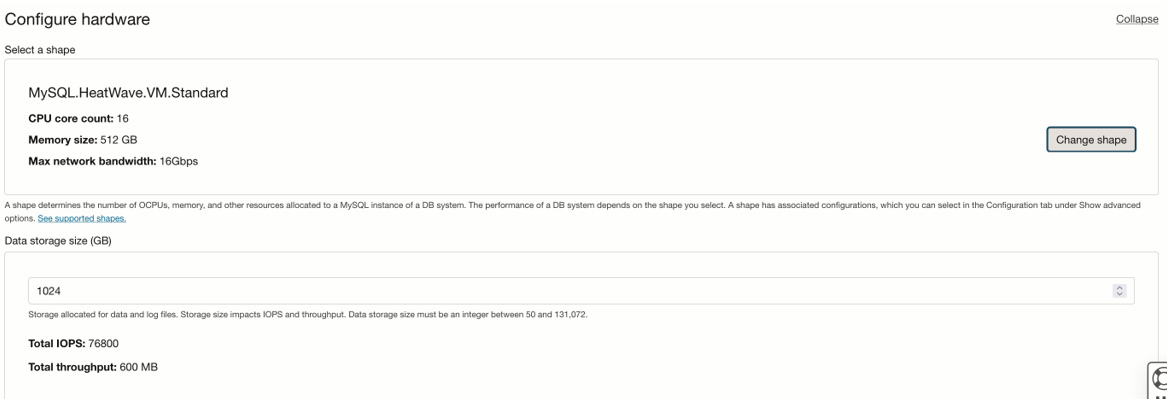 Configure hardware
Collapse
Select a shape
MySQL.HeatWave.VM.Standard
CPU core count: 16
Memory size: 512 GB
Change shape
Max network bandwidth: 16Gbps
A shape determines the number of OCPUs, memory, and other resources allocated to a MySQL instance of a DB system. The performance of a DB system depends on the shape you select. A shape has associated configurations, which you can select in the Configuration tab under Show advanced
options. See supported shapes.
Data storage size (GB)
1024
Storage allocated for data and log files. Storage size impacts IOPS and throughput. Data storage size must be an integer between 50 and 131,072.
Total IOPS: 76800
Total throughput: 600 MB